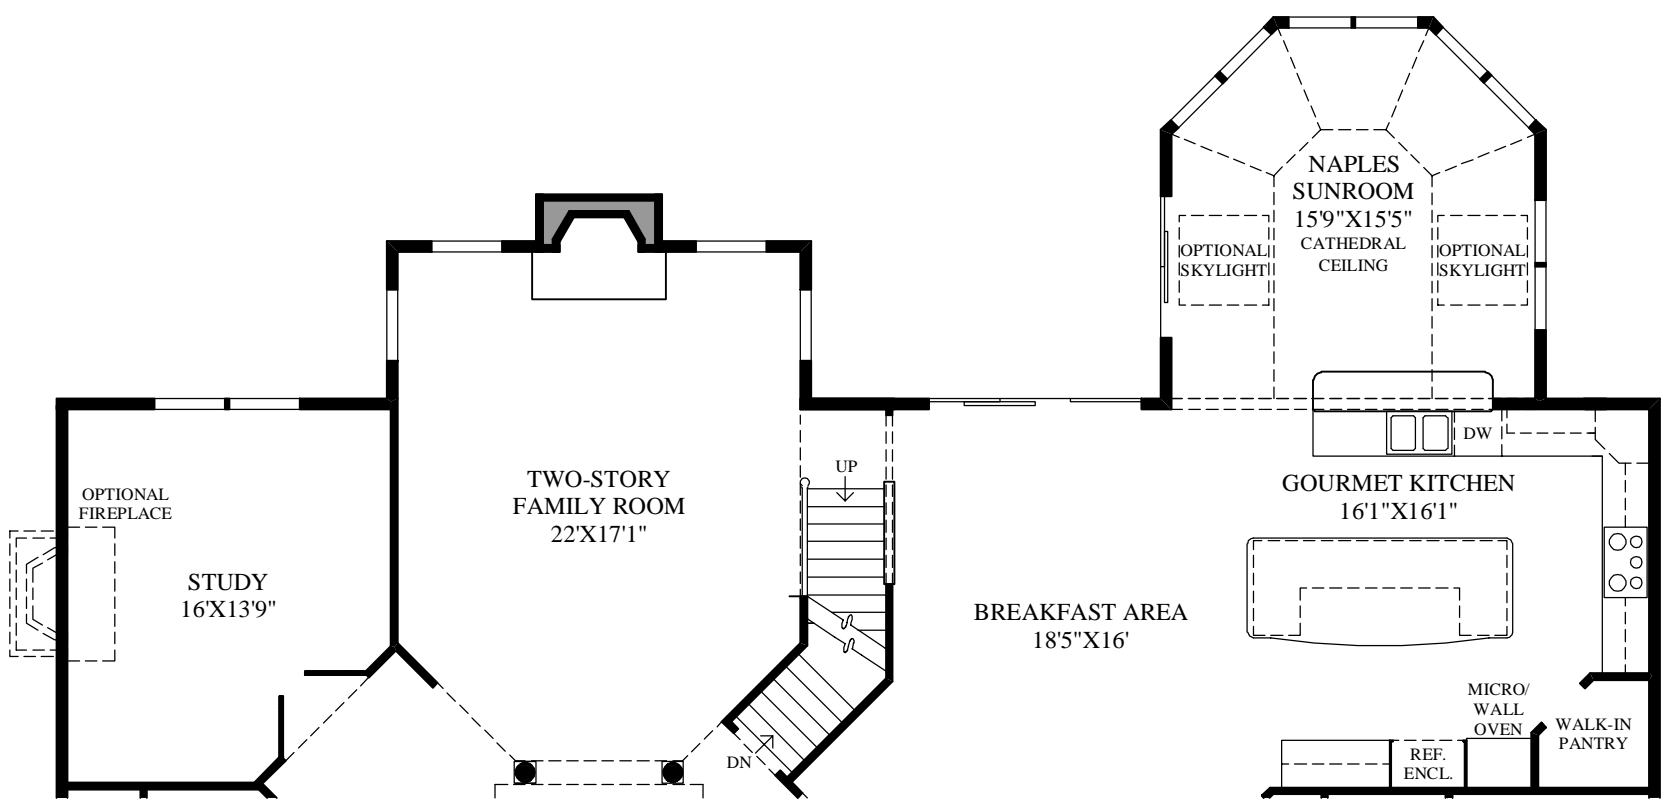 NAPLES
SUNROOM
15'9"X15'5"
CATHEDRAL
CEILING
OPTIONAL
SKYLIGHT
OPTIONAL
SKYLIGHT
DW
UP
TWO-STORY
FAMILY ROOM
22'X17'1"
GOURMET KITCHEN
16'1"X16'1"
OPTIONAL
FIREPLACE
STUDY
16'X13'9"
BREAKFAST AREA
18'5"X16'
MICRO/
WALL
OVEN
WALK-IN
PANTRY
REF.
ENCL.
DN